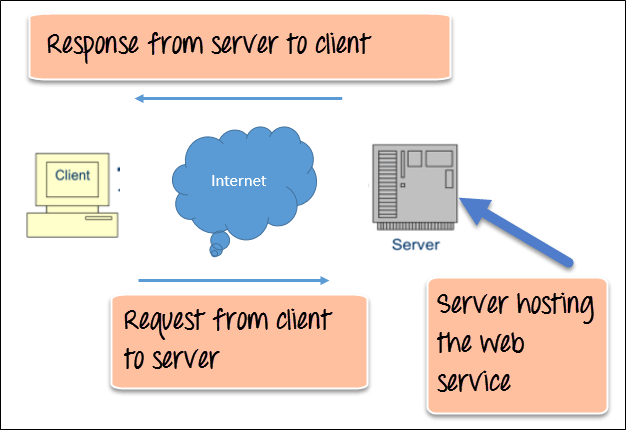 Response from server to client
Client
Internet
Server
Request from client
to server
Server hosting
the web
service